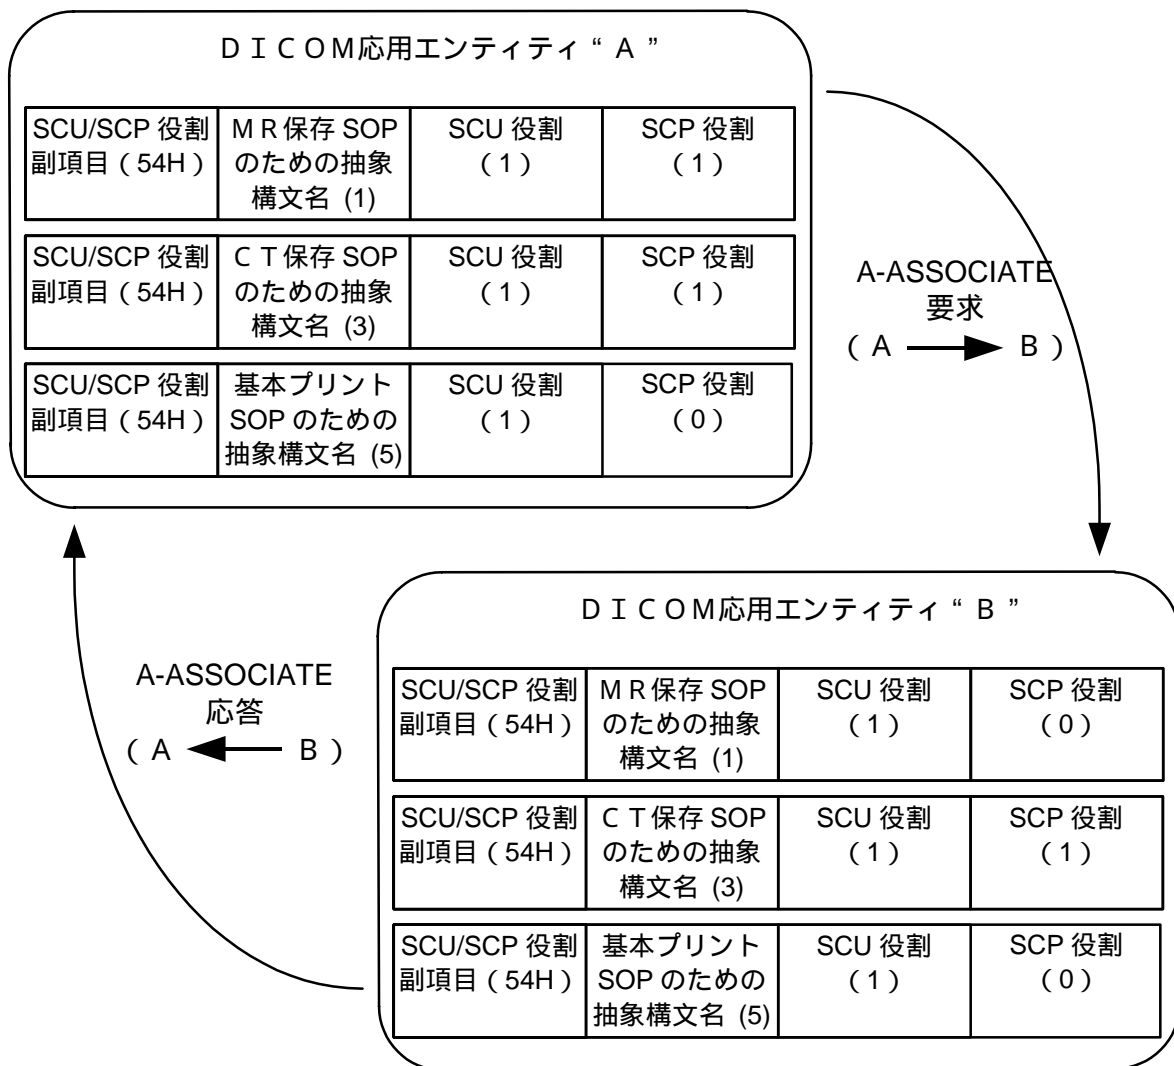 ＤＩＣＯＭ応用エンティティ“ Ａ ”
SCU/SCP 役割
副項目（54H）
ＭＲ保存 SOP
のための抽象
構文名 (1)
SCU 役割
（1）
SCP 役割
（1）
SCU/SCP 役割
副項目（54H）
ＣＴ保存 SOP
のための抽象
構文名 (3)
SCU 役割
（1）
SCP 役割
（1）
SCU/SCP 役割
副項目（54H）
基本プリント
SOP のための
抽象構文名 (5)
SCU 役割
（1）
SCP 役割
（0）
A-ASSOCIATE
要求
（ A B ）
A-ASSOCIATE
応答
（ A B ）
ＤＩＣＯＭ応用エンティティ“ Ｂ ”
SCU/SCP 役割
副項目（54H）
ＭＲ保存 SOP
のための抽象
構文名 (1)
SCU 役割
（1）
SCP 役割
（0）
SCU/SCP 役割
副項目（54H）
ＣＴ保存 SOP
のための抽象
構文名 (3)
SCU 役割
（1）
SCP 役割
（1）
SCU/SCP 役割
副項目（54H）
基本プリント
SOP のための
抽象構文名 (5)
SCU 役割
（1）
SCP 役割
（0）